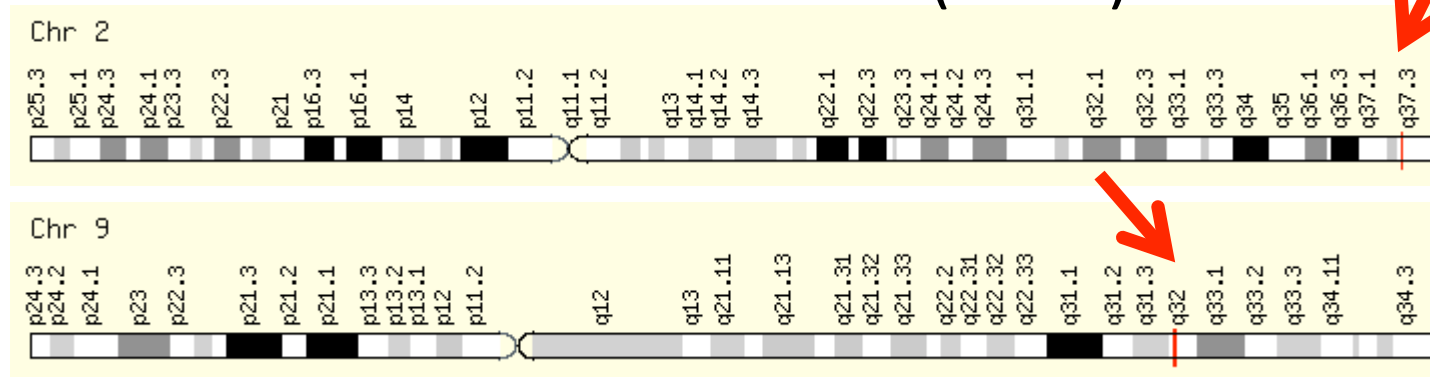 Chr 2
p25.3 p25.1 p24.3 p24.1 p23.3 p22.3 p21 p16.3 p16.1 p14 p12 p11.2 q11.1 q11.2 q13 q14.1 q14.2 q14.3 q22.1 q22.3 q23.3 q24.1 q24.2 q24.3 q31.1 q32.1 q32.3 q33.1 q33.3 q34 q35 q36.1 q36.3 q37.1 q37.3
Chr 9
p24.3 p24.2 p24.1 p23 p22.3 p21.3 p21.2 p21.1 p13.3 p13.2 p13.1 p12 p11.2 q12 q13 q21.11 q21.13 q21.31 q21.32 q21.33 q22.2 q22.31 q22.32 q22.33 q31.1 q31.2 q31.3 q32 q33.1 q33.2 q33.3 q34.11 q34.3